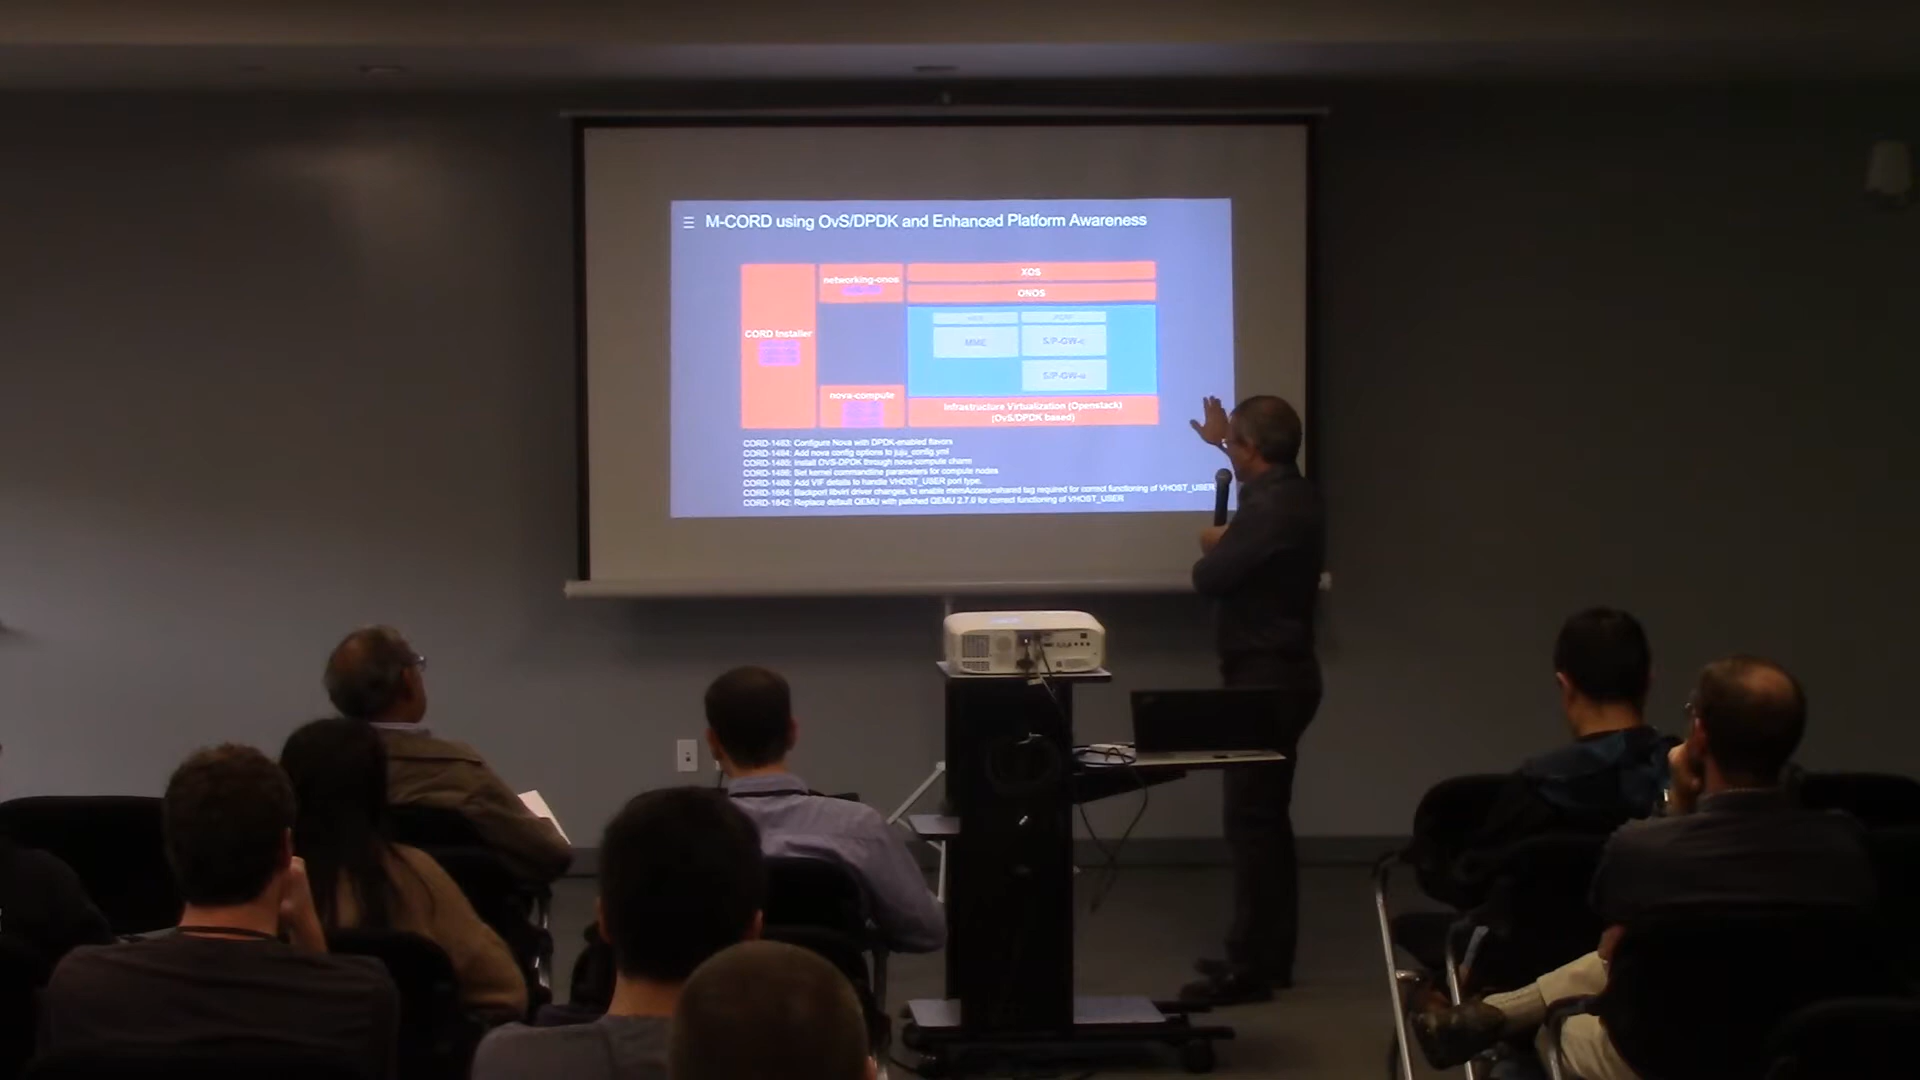 M-CORD using OvS/DPDK and Enhanced Platform Awareness
CORD Installer
networking-onos
nova-compute
XOS
ONOS
MME
S/P-GW-c
S/P-GW-u
Infrastructure Virtualization (Openstack)
(OvS/DPDK based)
CORD-1483: Configure Nova with DPDK-enabled flavors
CORD-1484: Add nova config options to juju_config.yml
CORD-1485: Install OVS-DPDK through nova-compute charm
CORD-1486: Set kernel commandline parameters for compute nodes
CORD-1488: Add VIF details to handle VHOST_USER port type.
CORD-1684: Backport libvirt driver changes, to enable memAccess=shared tag required for correct functioning of VHOST_USER
CORD-1642: Replace default QEMU with patched QEMU 2.7.0 for correct functioning of VHOST_USER